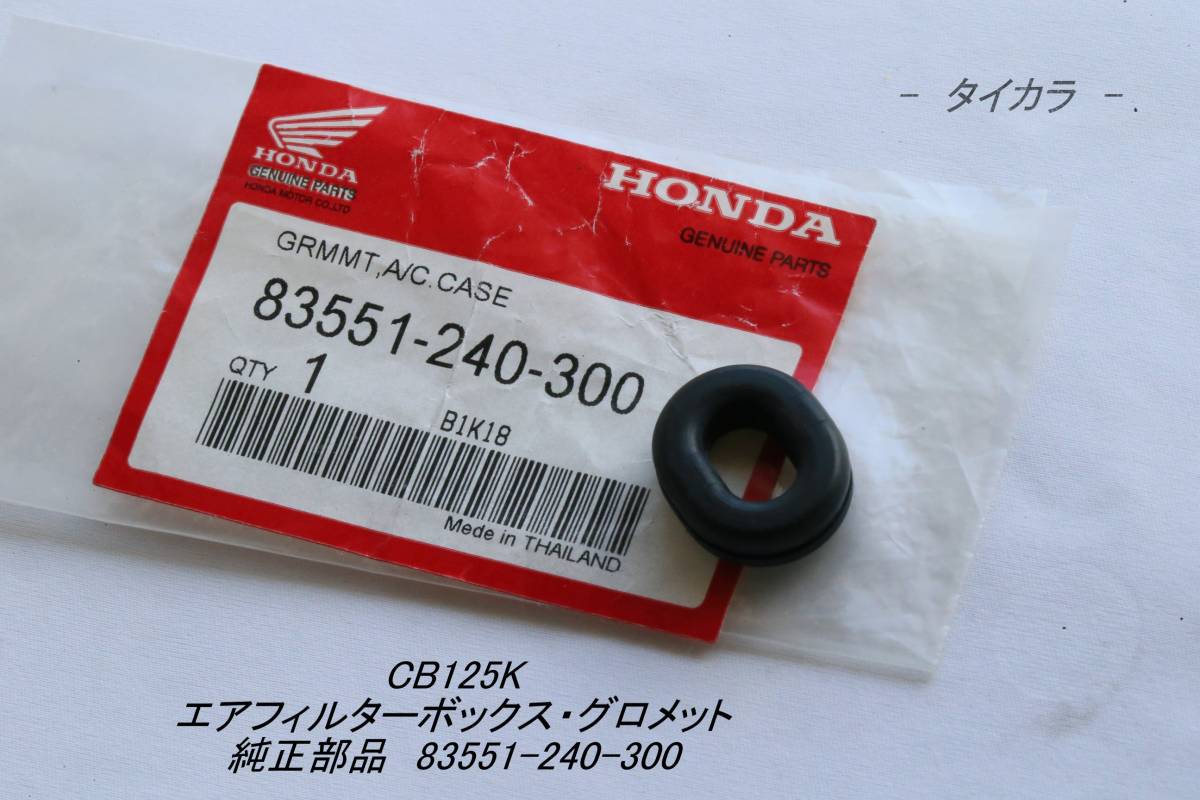 - タイカラ -.
HONDA
GENUINE PARTS
HONDA MOTOR CO.,LTD
HONDA
GENUINE PARTS
GRMMT,A/C.CASE
83551-240-300
QTY 1
B1K18
Mede in THAILAND
CB125K
エアフィルターボックス・グロメット
純正部品 83551-240-300